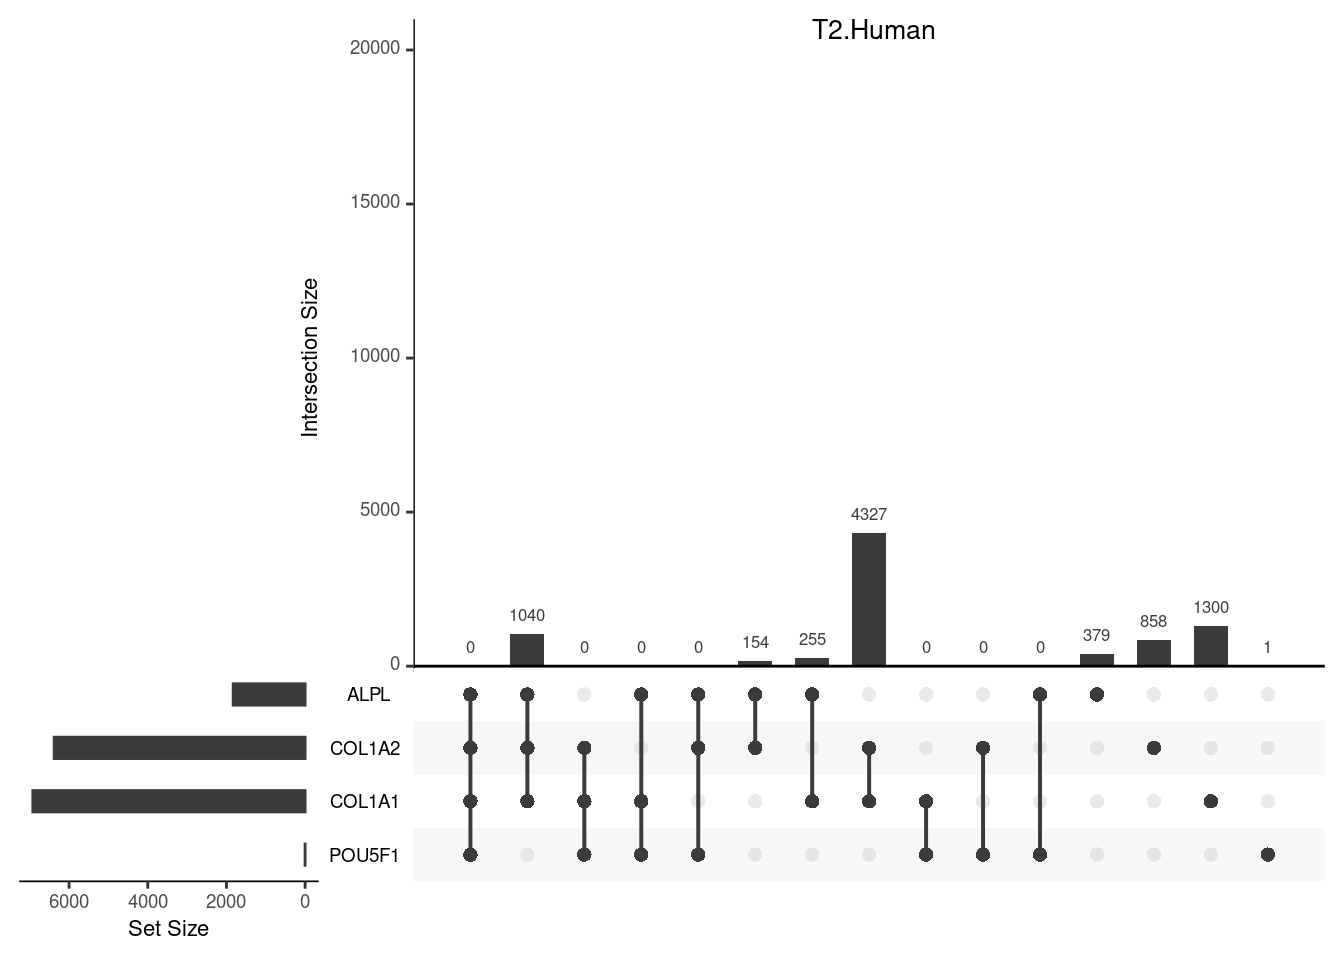 T2.Human
20000
15000
10000
5000
0
Intersection Size
0 1040 0 0 0 154 255 4327 0 0 0 379 858 1300 1
ALPL
COL1A2
COL1A1
POU5F1
6000 4000 2000 0
Set Size